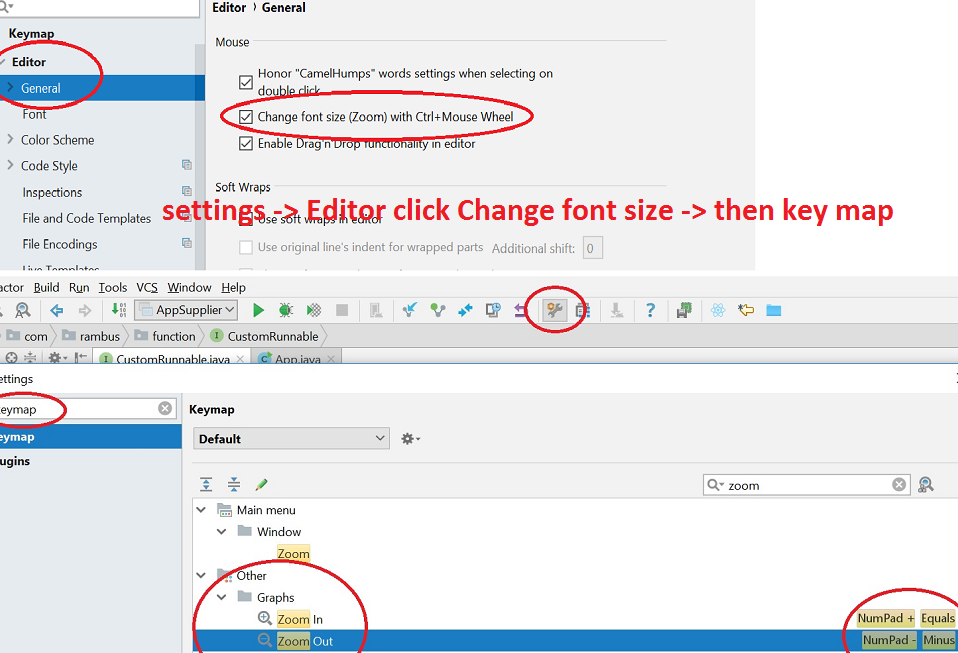 Editor › General
Keymap
Editor
General
Font
Color Scheme
Code Style
Inspections
File and Code Templates
File Encodings
Live Templates
Mouse
Honor "CamelHumps" words settings when selecting on
double click
Change font size (Zoom) with Ctrl+Mouse Wheel
Enable Drag'n'Drop functionality in editor
Soft Wraps
settings -> Editor click Change font size -> then key map
Use soft wraps in editor
Use original line's indent for wrapped parts Additional shift: 0
actor Build Run Tools VCS Window Help
AppSupplier
com rambus function CustomRunnable
CustomRunnable.java App.java
ettings
eymap
eymap
lugins
Keymap
Default
zoom
Main menu
Window
Zoom
Other
Graphs
Zoom In NumPad + Equals
Zoom Out NumPad - Minus